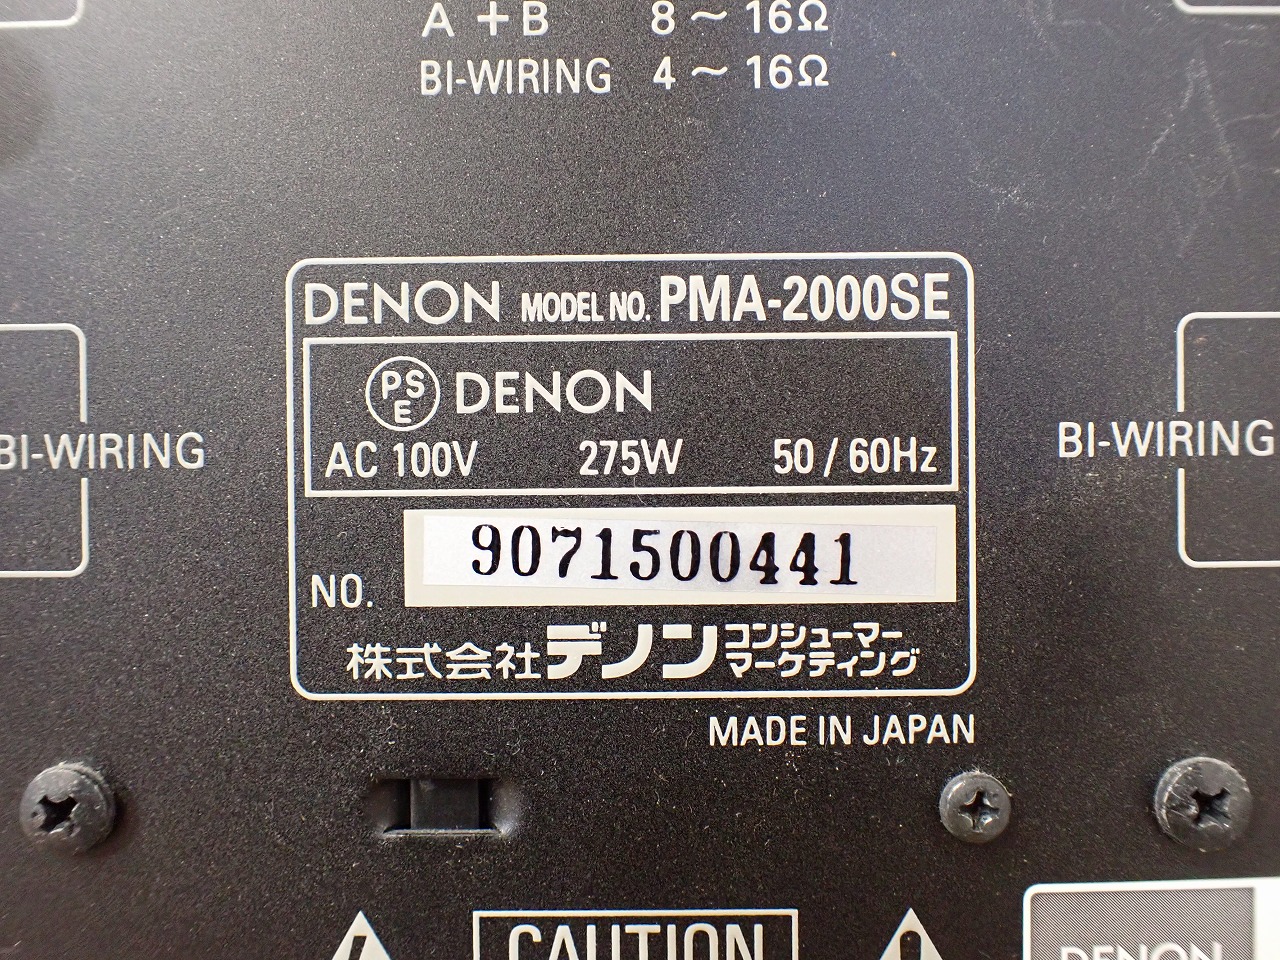 A + B 8 ~ 16Ω
BI-WIRING 4 ~ 16Ω
DENON MODEL NO. PMA-2000SE
PSE DENON
AC 100V 275W 50 / 60Hz
BI-WIRING
BI-WIRING
NO. 9071500441
株式会社デノン コンシューマー
マーケティング
MADE IN JAPAN
CAUTION
DENON